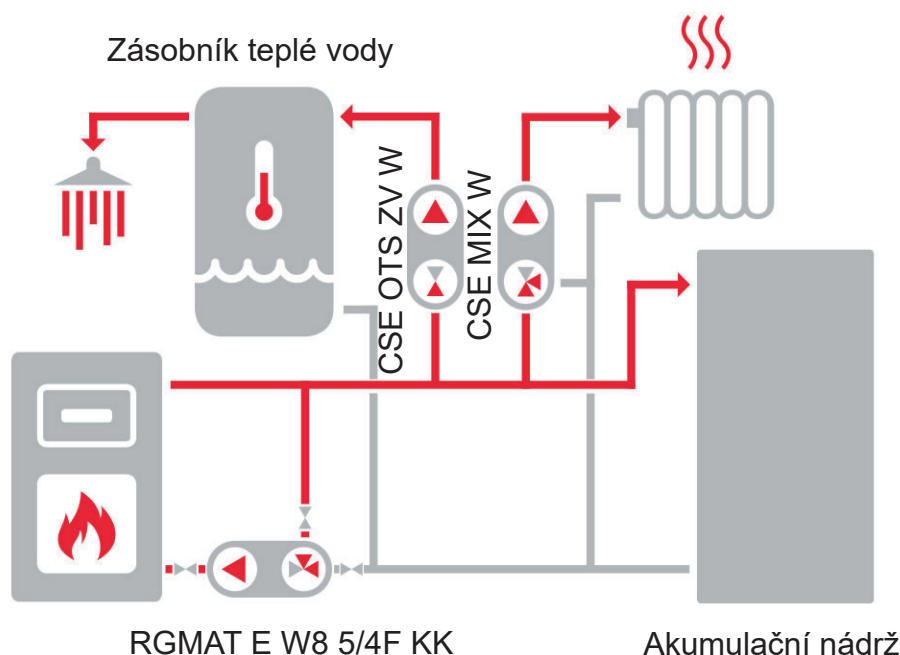 Zásobník teplé vody
CSE OTS ZV W
CSE MIX W
RGMAT E W8 5/4F KK
Akumulační nádrž